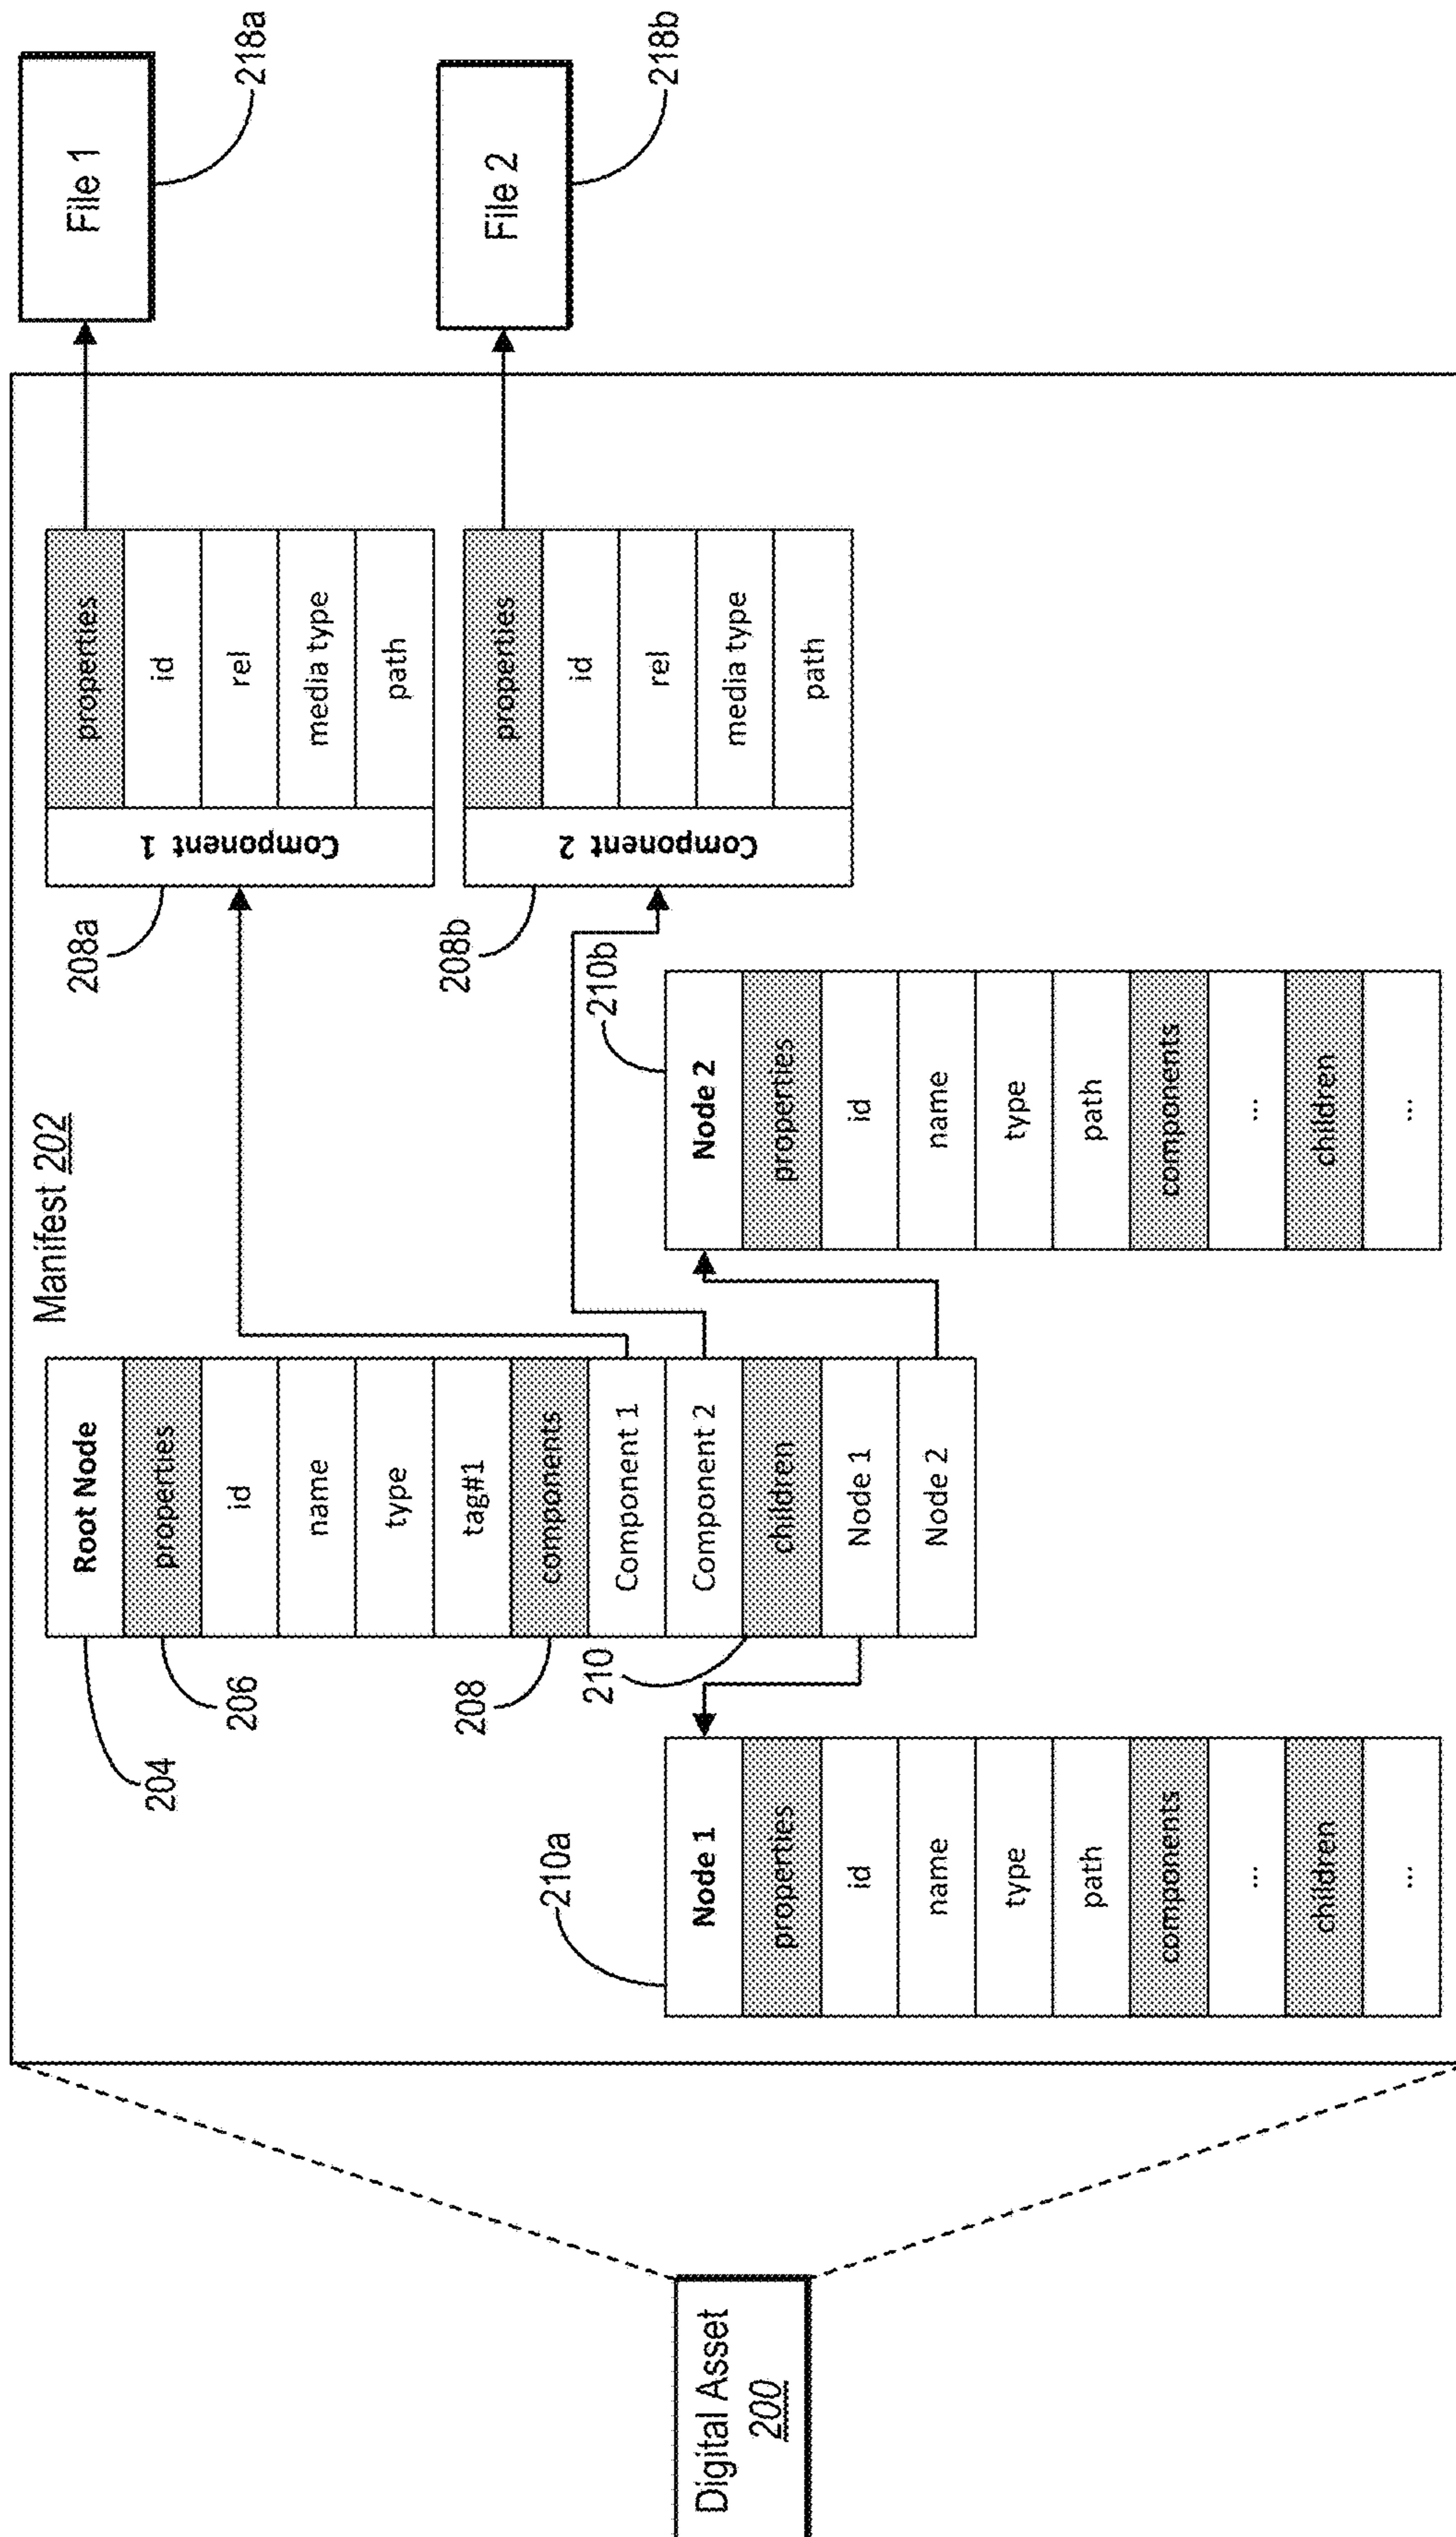 Digital Asset
200
Manifest 202
210a
Node 1
properties
id
name
type
path
components
...
children
...
204
206
208
210
Root Node
properties
id
name
type
tag#1
components
Component 1
Component 2
children
Node 1
Node 2
210b
Node 2
properties
id
name
type
path
components
...
children
...
208a
Component 1
properties
id
rel
media type
path
208b
Component 2
properties
id
rel
media type
path
File 1
218a
File 2
218b